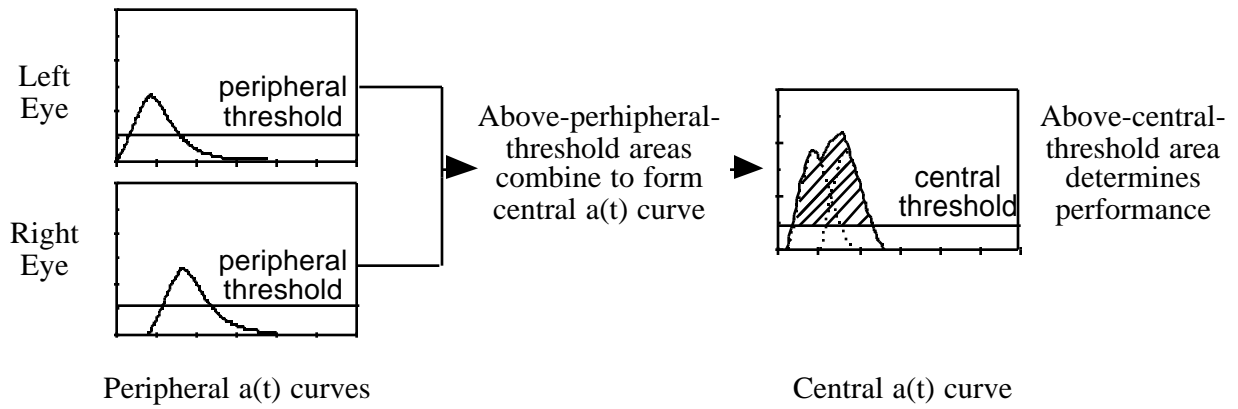 Left
Eye
peripheral
threshold
Right
Eye
peripheral
threshold
Peripheral a(t) curves
Above-perhipheral-
threshold areas
combine to form
central a(t) curve
central
threshold
Central a(t) curve
Above-central-
threshold area
determines
performance